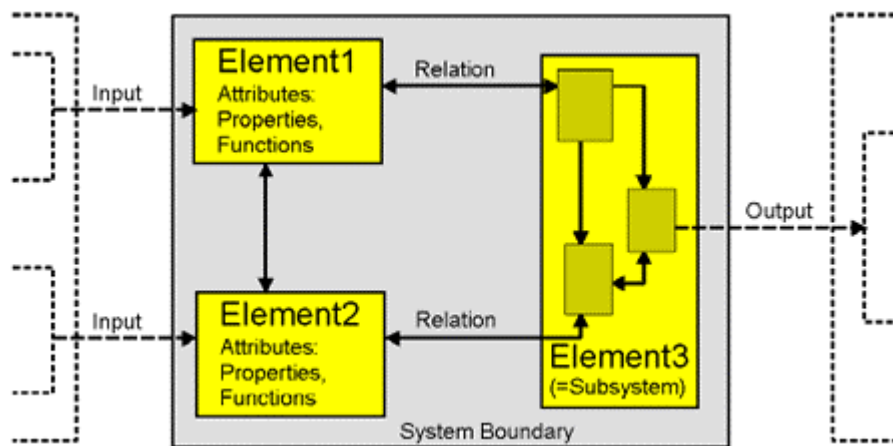 Element1
Attributes:
Properties,
Functions
Relation
Input
Output
Input
Element2
Attributes:
Properties,
Functions
Relation
Element3
(=Subsystem)
System Boundary